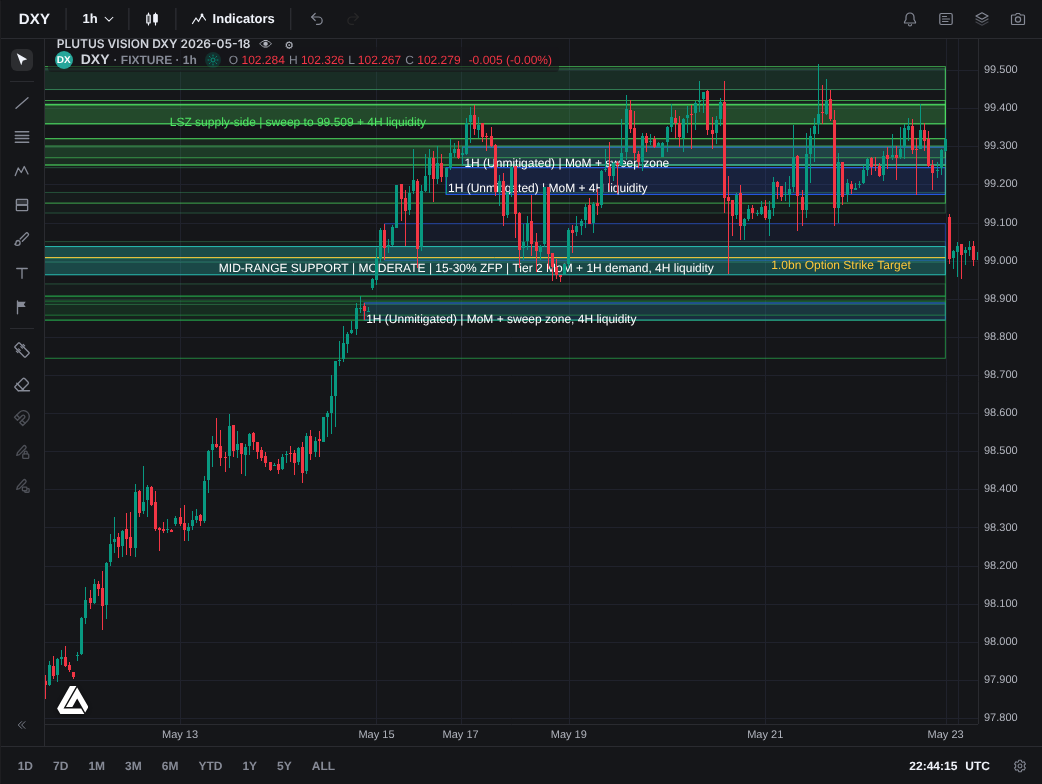 DXY
1h
Indicators
PLUTUS VISION DXY 2026-05-18
DX DXY · FIXTURE · 1h O 102.284 H 102.326 L 102.267 C 102.279 -0.005 (-0.00%)
99.500
99.400
LSZ supply-side | sweep to 99.509 + 4H liquidity
99.300
1H (Unmitigated) | MoM + sweep zone
1H (Unmitigated) | MoM + 4H liquidity
99.200
99.100
99.000
MID-RANGE SUPPORT | MODERATE | 15-30% ZFP | Tier 2 MoM + 1H demand, 4H liquidity
1.0bn Option Strike Target
98.900
1H (Unmitigated) | MoM + sweep zone, 4H liquidity
98.800
98.700
98.600
98.500
98.400
98.300
98.200
98.100
98.000
97.900
97.800
May 13 May 15 May 17 May 19 May 21 May 23
1D 7D 1M 3M 6M YTD 1Y 5Y ALL
22:44:15 UTC